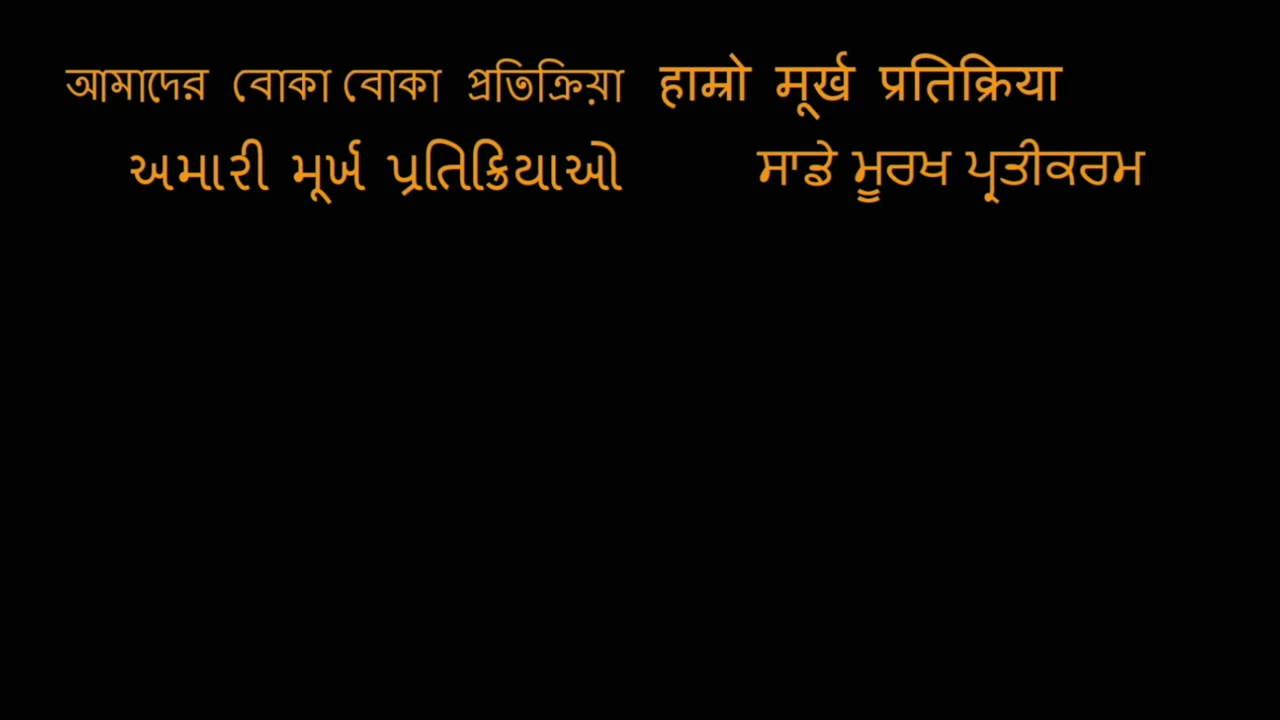 আমাদের বোকা বোকা প্রতিক্রিয়া हाम्रो मूर्ख प्रतिक्रिया
અમારી મૂર્ખ પ્રતિક્રિયાઓ ਸਾਡੇ ਮੂਰਖ ਪ੍ਰਤੀਕਰਮ